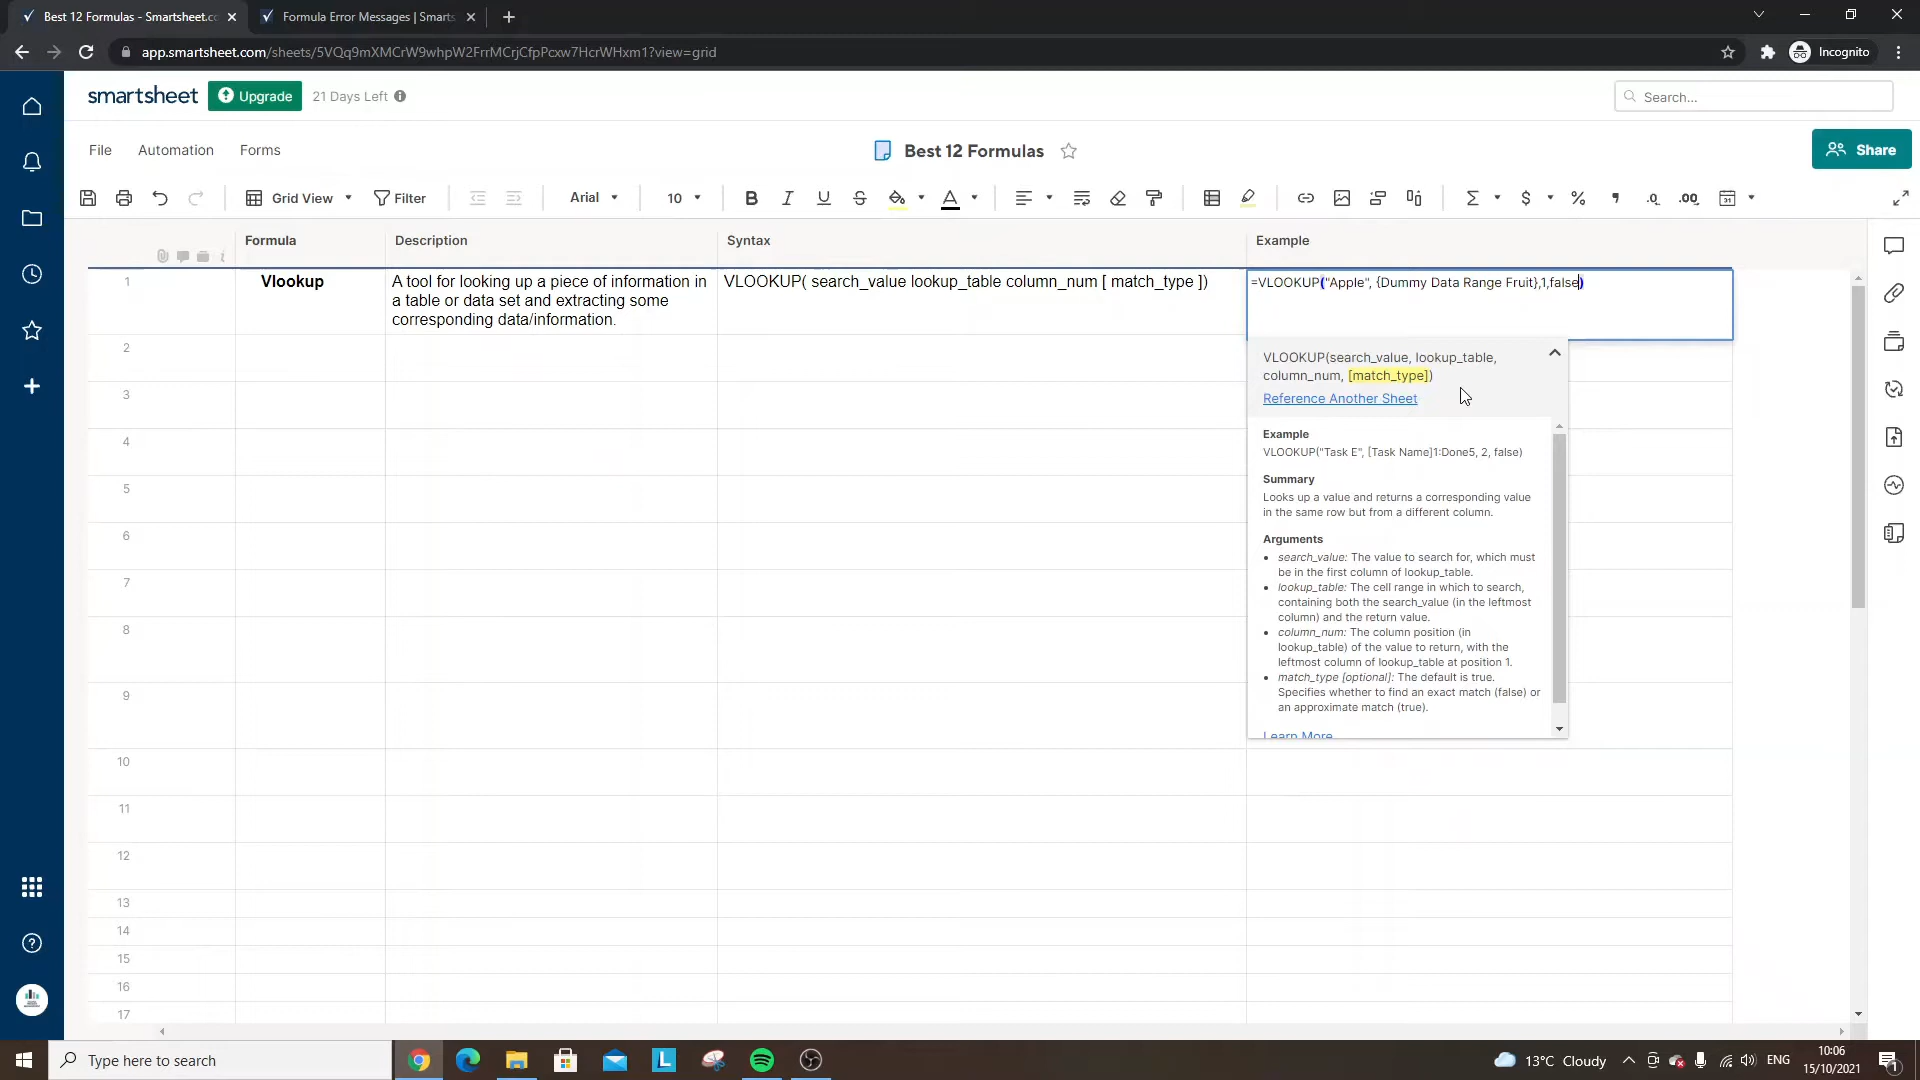 Best 12 Formulas - Smartsheet.co
Formula Error Messages | Smarts
app.smartsheet.com/sheets/5VQq9mXMCrW9whpW2FrrMCrjCfpPcxw7HcrWHxm1?view=grid
Incognito
smartsheet
Upgrade
21 Days Left
Search...
File
Automation
Forms
Best 12 Formulas
Share
Grid View
Filter
Arial
10
B
I
U
S
A
Σ
$
%
.0
.00
31
Formula
Description
Syntax
Example
1
Vlookup
A tool for looking up a piece of information in
a table or data set and extracting some
corresponding data/information.
VLOOKUP( search_value lookup_table column_num [ match_type ])
=VLOOKUP("Apple", {Dummy Data Range Fruit},1,false)
VLOOKUP(search_value, lookup_table,
column_num, [match_type])
Reference Another Sheet
Example
VLOOKUP("Task E", [Task Name]1:Done5, 2, false)
Summary
Looks up a value and returns a corresponding value
in the same row but from a different column.
Arguments
• search_value: The value to search for, which must
be in the first column of lookup_table.
• lookup_table: The cell range in which to search,
containing both the search_value (in the leftmost
column) and the return value.
• column_num: The column position (in
lookup_table) of the value to return, with the
leftmost column of lookup_table at position 1.
• match_type [optional]: The default is true.
Specifies whether to find an exact match (false) or
an approximate match (true).
Learn More
2
3
4
5
6
7
8
9
10
11
12
13
14
15
16
17
Type here to search
L
13°C Cloudy
ENG
10:06
15/10/2021
1